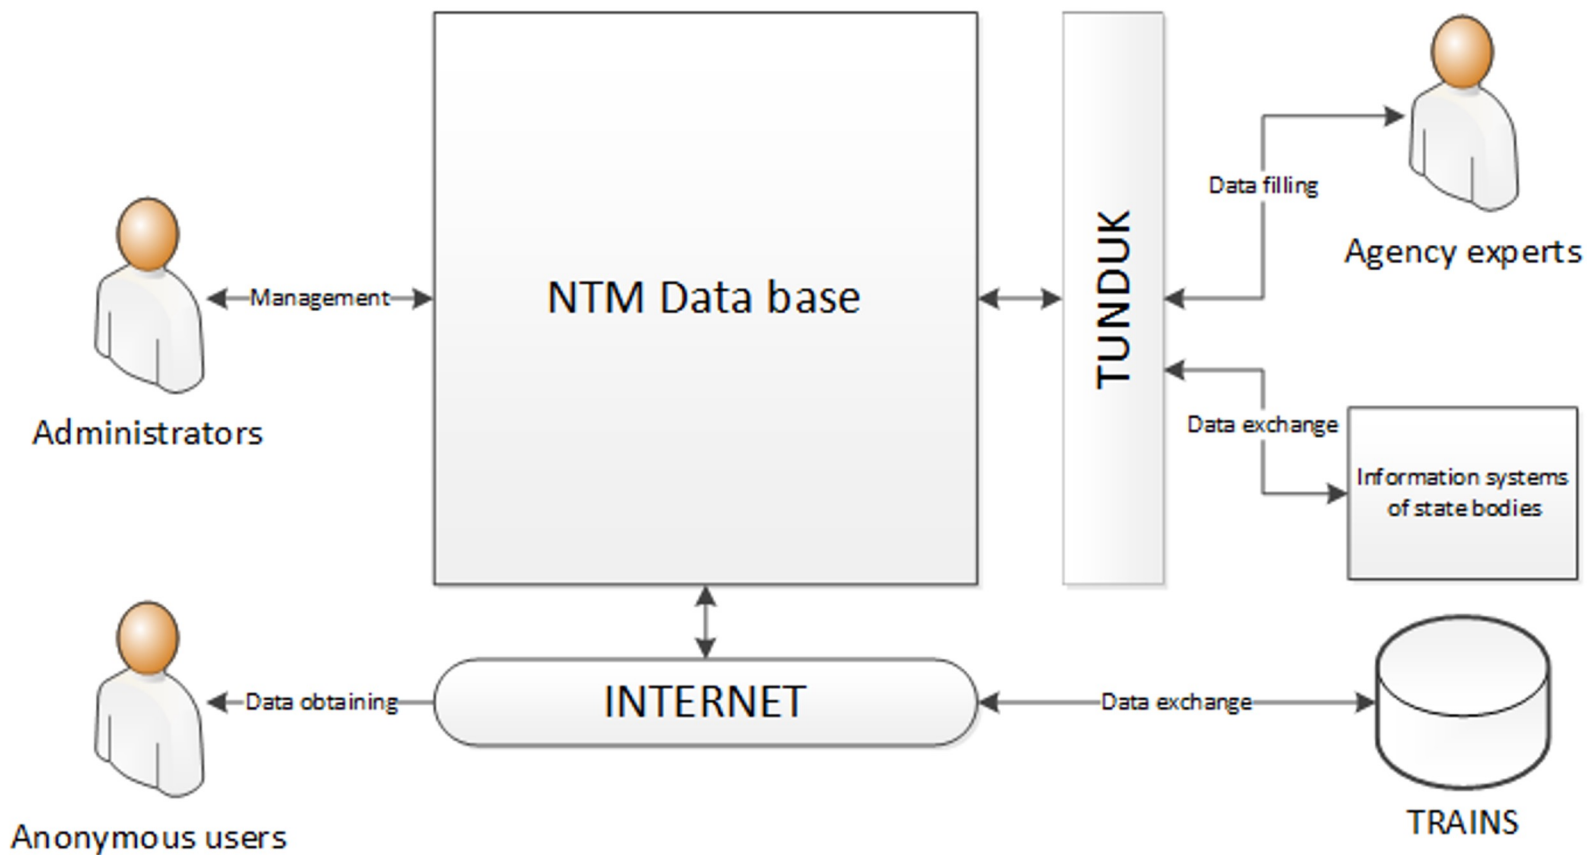 Data filling
Agency experts
Management
NTM Data base
TUNDUK
Administrators
Data exchange
Information systems
of state bodies
Data obtaining
INTERNET
Data exchange
Anonymous users
TRAINS